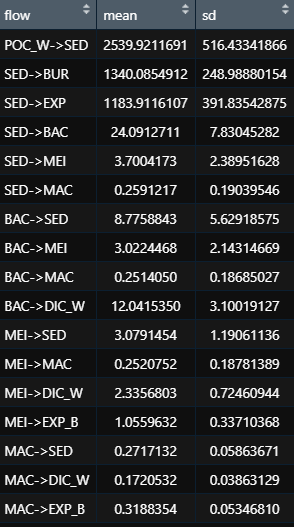 flow mean sd
POC_W->SED 2539.9211691 516.43341866
SED->BUR 1340.0854912 248.98880154
SED->EXP 1183.9116107 391.83542875
SED->BAC 24.0912711 7.83045282
SED->MEI 3.7004173 2.38951628
SED->MAC 0.2591217 0.19039546
BAC->SED 8.7758843 5.62918575
BAC->MEI 3.0224468 2.14314669
BAC->MAC 0.2514050 0.18685027
BAC->DIC_W 12.0415350 3.10019127
MEI->SED 3.0791454 1.19061136
MEI->MAC 0.2520752 0.18781389
MEI->DIC_W 2.3356803 0.72460944
MEI->EXP_B 1.0559632 0.33710368
MAC->SED 0.2717132 0.05863671
MAC->DIC_W 0.1720532 0.03863129
MAC->EXP_B 0.3188354 0.05346810